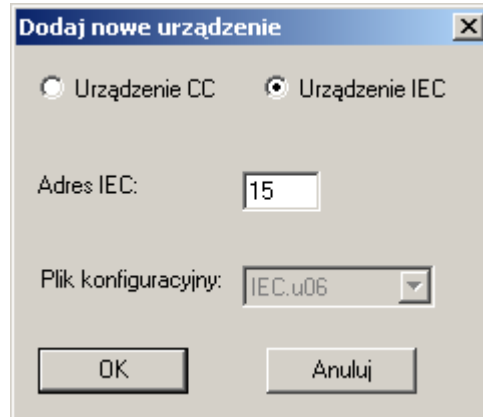 Dodaj nowe urządzenie
Urządzenie CC Urządzenie IEC
Adres IEC: 15
Plik konfiguracyjny: IEC.u06
OK Anuluj